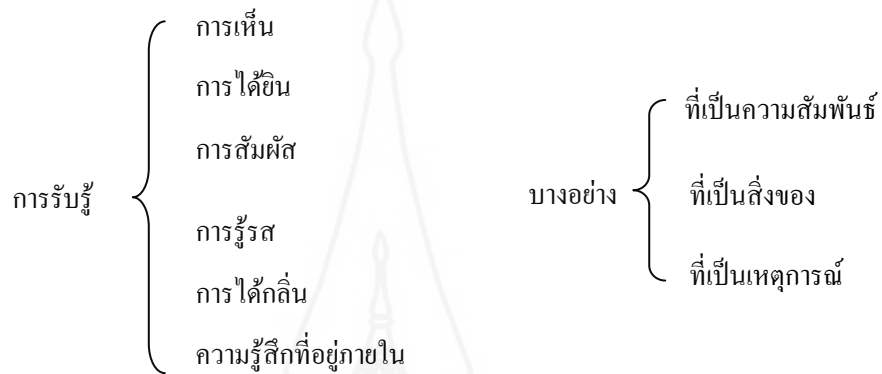 การรับรู้
การเห็น
การได้ยิน
การสัมผัส
การรู้รส
การได้กลิ่น
ความรู้สึกที่อยู่ภายใน
บางอย่าง
ที่เป็นความสัมพันธ์
ที่เป็นสิ่งของ
ที่เป็นเหตุการณ์